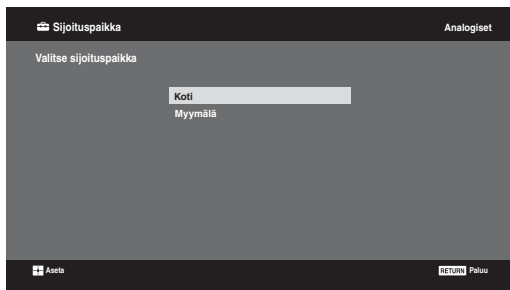 Sijoituspaikka Analogiset
Valitse sijoituspaikka
Koti
Myymälä
Aseta RETURN Paluu